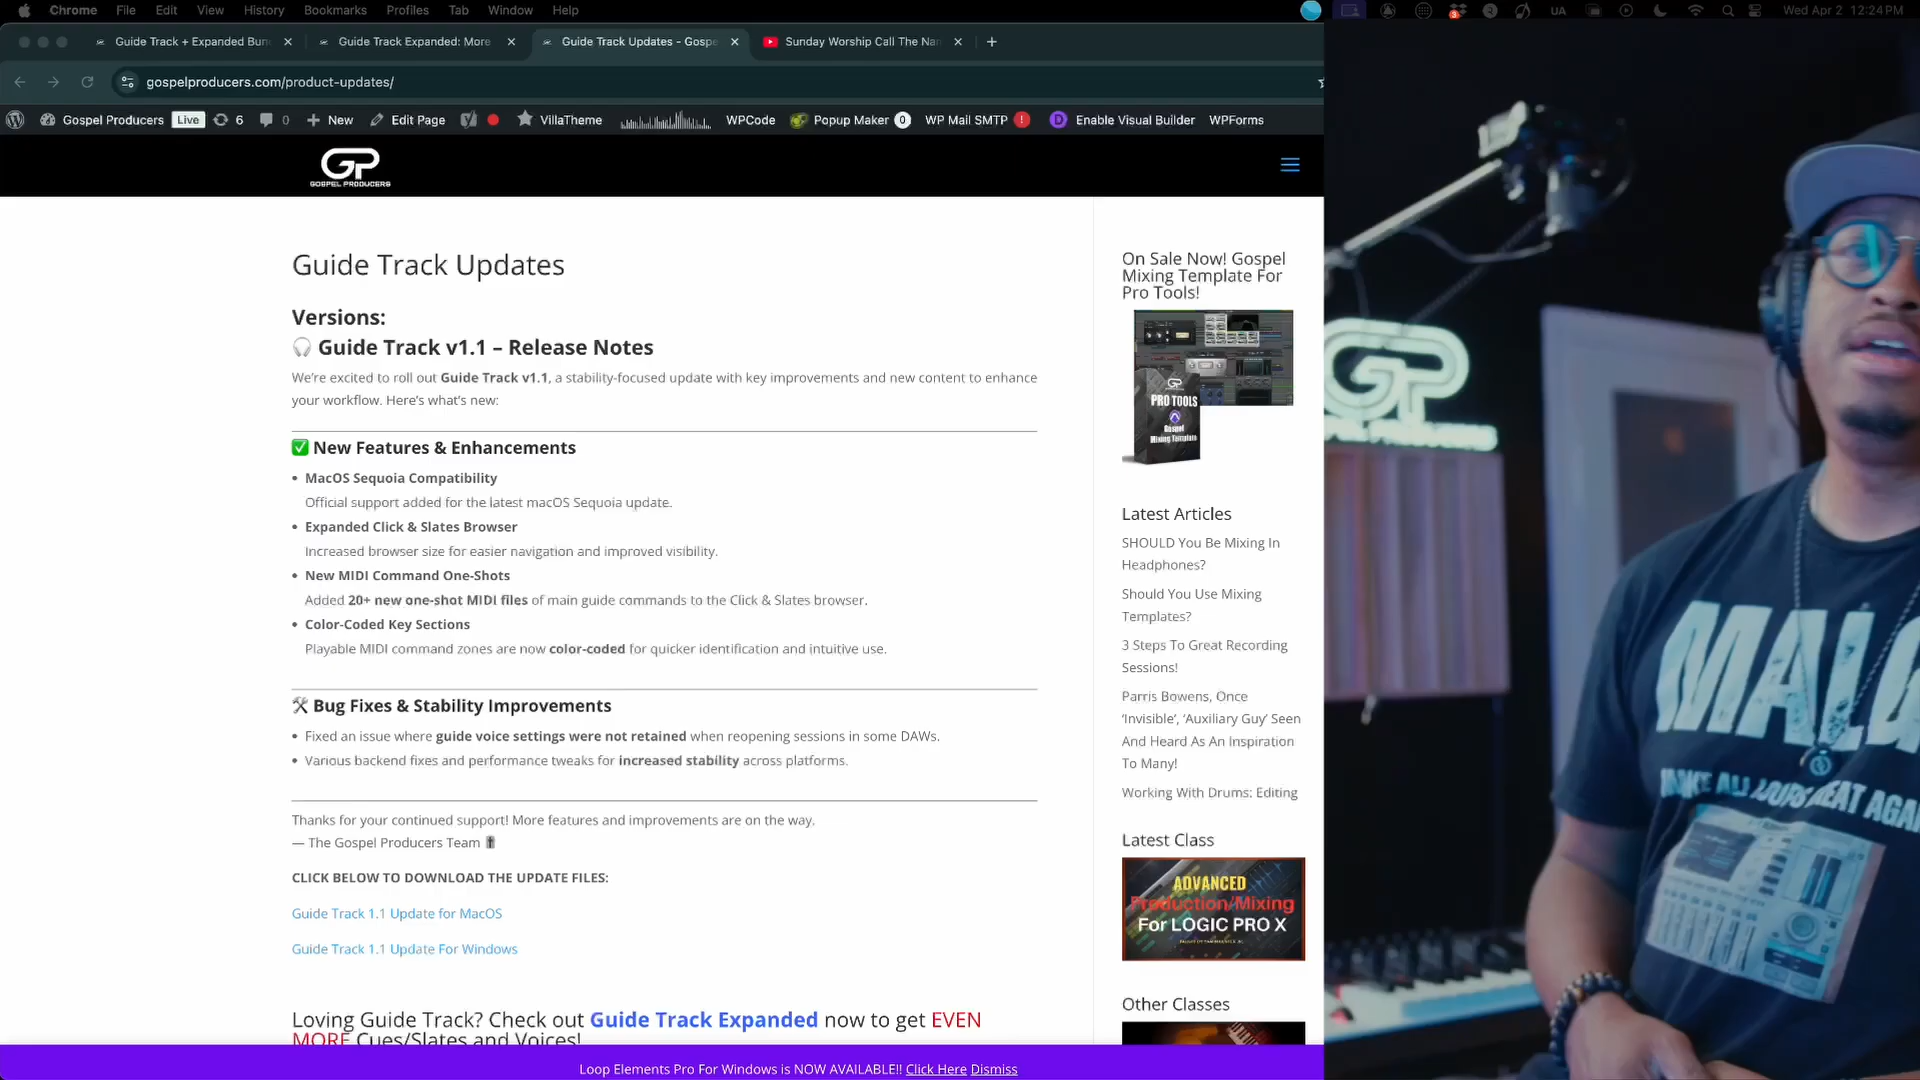 Chrome File Edit View History Bookmarks Profiles Tab Window Help
3
UA
Wed Apr 2 12:24 PM
Guide Track + Expanded Bun
Guide Track Expanded: More
Guide Track Updates - Gospe
Sunday Worship Call The Nam
gospelproducers.com/product-updates/
Gospel Producers Live 6 0 New Edit Page VillaTheme WPCode Popup Maker 0 WP Mail SMTP ! D Enable Visual Builder WPForms
GP
GOSPEL PRODUCERS
Guide Track Updates
Versions:
Guide Track v1.1 – Release Notes
We're excited to roll out Guide Track v1.1, a stability-focused update with key improvements and new content to enhance
your workflow. Here's what's new:
New Features & Enhancements
• MacOS Sequoia Compatibility
Official support added for the latest macOS Sequoia update.
• Expanded Click & Slates Browser
Increased browser size for easier navigation and improved visibility.
• New MIDI Command One-Shots
Added 20+ new one-shot MIDI files of main guide commands to the Click & Slates browser.
• Color-Coded Key Sections
Playable MIDI command zones are now color-coded for quicker identification and intuitive use.
Bug Fixes & Stability Improvements
• Fixed an issue where guide voice settings were not retained when reopening sessions in some DAWs.
• Various backend fixes and performance tweaks for increased stability across platforms.
Thanks for your continued support! More features and improvements are on the way.
— The Gospel Producers Team
CLICK BELOW TO DOWNLOAD THE UPDATE FILES:
Guide Track 1.1 Update for MacOS
Guide Track 1.1 Update For Windows
Loving Guide Track? Check out Guide Track Expanded now to get EVEN
MORE Cues/Slates and Voices!
On Sale Now! Gospel
Mixing Template For
Pro Tools!
GP
PRO TOOLS
Gospel
Mixing Template
Latest Articles
SHOULD You Be Mixing In
Headphones?
Should You Use Mixing
Templates?
3 Steps To Great Recording
Sessions!
Parris Bowens, Once
'Invisible', 'Auxiliary Guy' Seen
And Heard As An Inspiration
To Many!
Working With Drums: Editing
Latest Class
ADVANCED
Production/Mixing
For LOGIC PRO X
Other Classes
Loop Elements Pro For Windows is NOW AVAILABLE!! Click Here Dismiss
GP